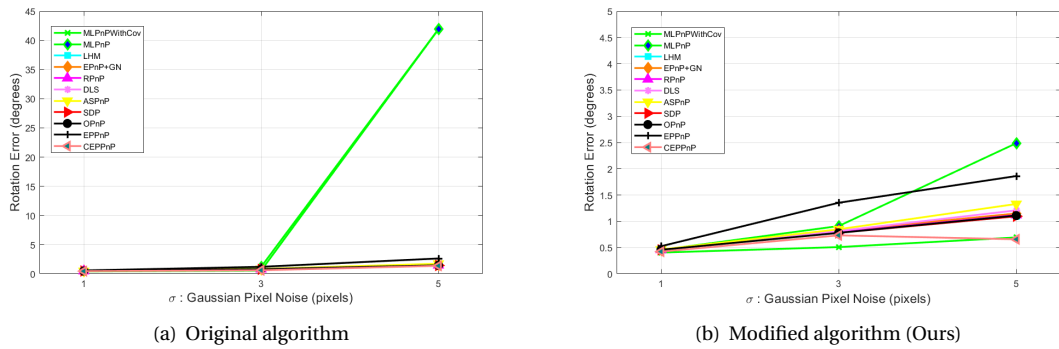 45
40
35
30
25
20
15
10
5
0
Rotation Error (degrees)
MLPnPWithCov
MLPnP
LHM
EPnP+GN
RPnP
DLS
ASPnP
SDP
OPnP
EPPnP
CEPPnP
1 3 5
σ : Gaussian Pixel Noise (pixels)
(a) Original algorithm
5
4.5
4
3.5
3
2.5
2
1.5
1
0.5
0
Rotation Error (degrees)
MLPnPWithCov
MLPnP
LHM
EPnP+GN
RPnP
DLS
ASPnP
SDP
OPnP
EPPnP
CEPPnP
1 3 5
σ : Gaussian Pixel Noise (pixels)
(b) Modified algorithm (Ours)